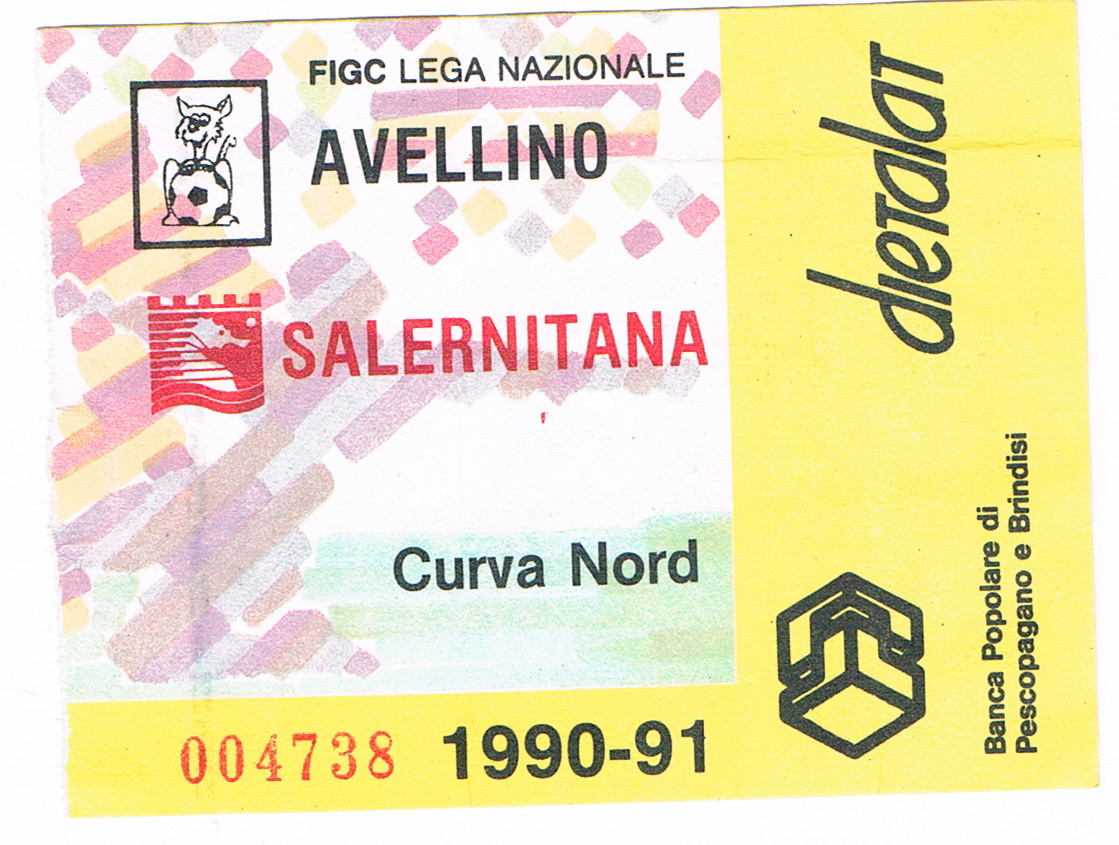 FIGC LEGA NAZIONALE
AVELLINO
SALERNITANA
Curva Nord
004738
1990-91
dieTalaT
Banca Popolare di
Pescopagano e Brindisi